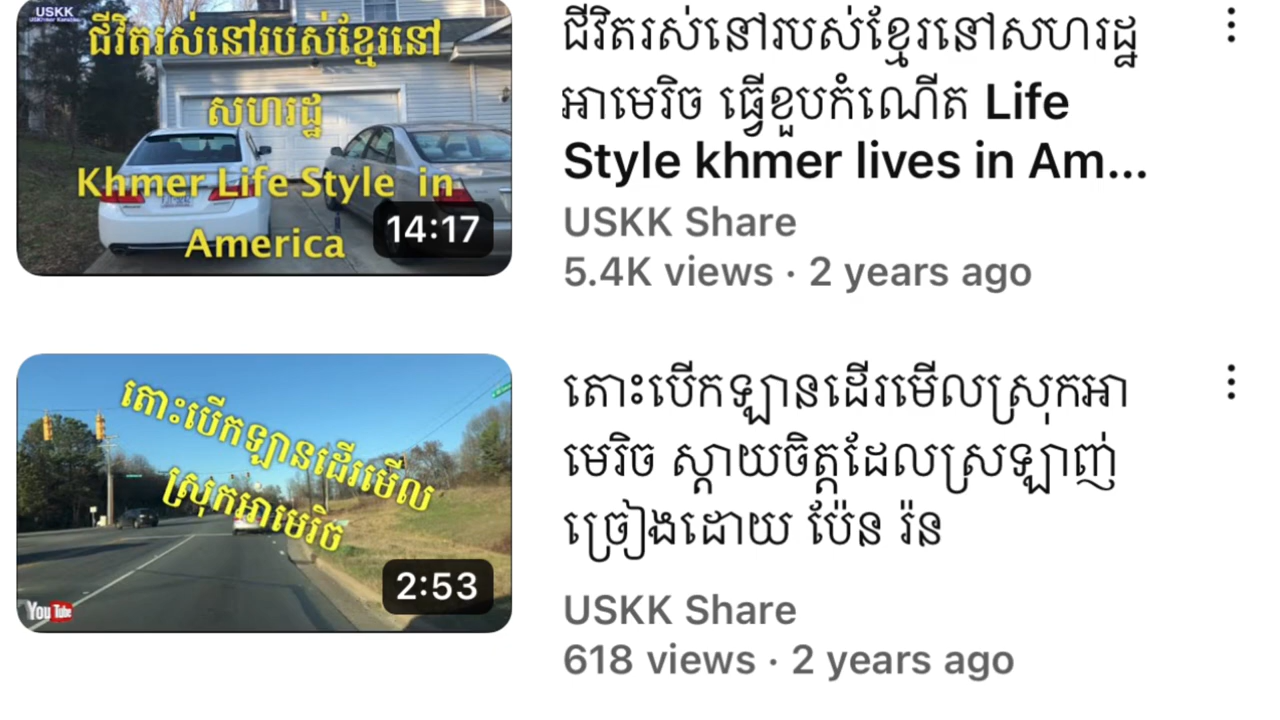 USKK
ជីវិតរស់នៅរបស់ខ្មែរនៅ
សហរដ្ឋ
Khmer Life Style in
America
14:17
ជីវិតរស់នៅរបស់ខ្មែរនៅសហរដ្ឋ
អាមេរិច ធ្វើខួបកំណើត Life
Style khmer lives in Am...
USKK Share
5.4K views · 2 years ago
តោះបើកឡានដើរមើល
ស្រុកអាមេរិច
You Tube
2:53
តោះបើកឡានដើរមើលស្រុកអា
មេរិច ស្តាយចិត្តដែលស្រឡាញ់
ច្រៀងដោយ ប៉ែន រ៉ន
USKK Share
618 views · 2 years ago